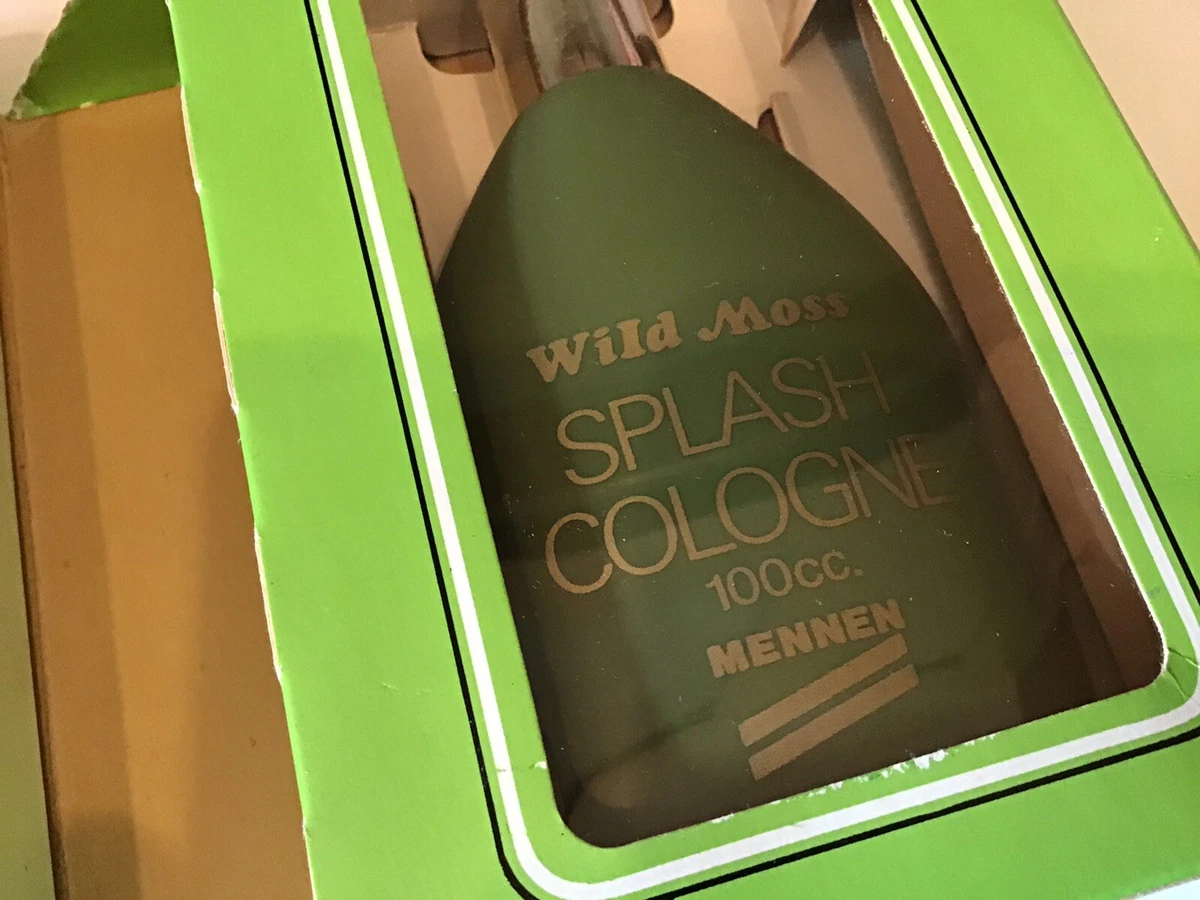 Wild Moss
SPLASH
COLOGNE
100cc.
MENNEN